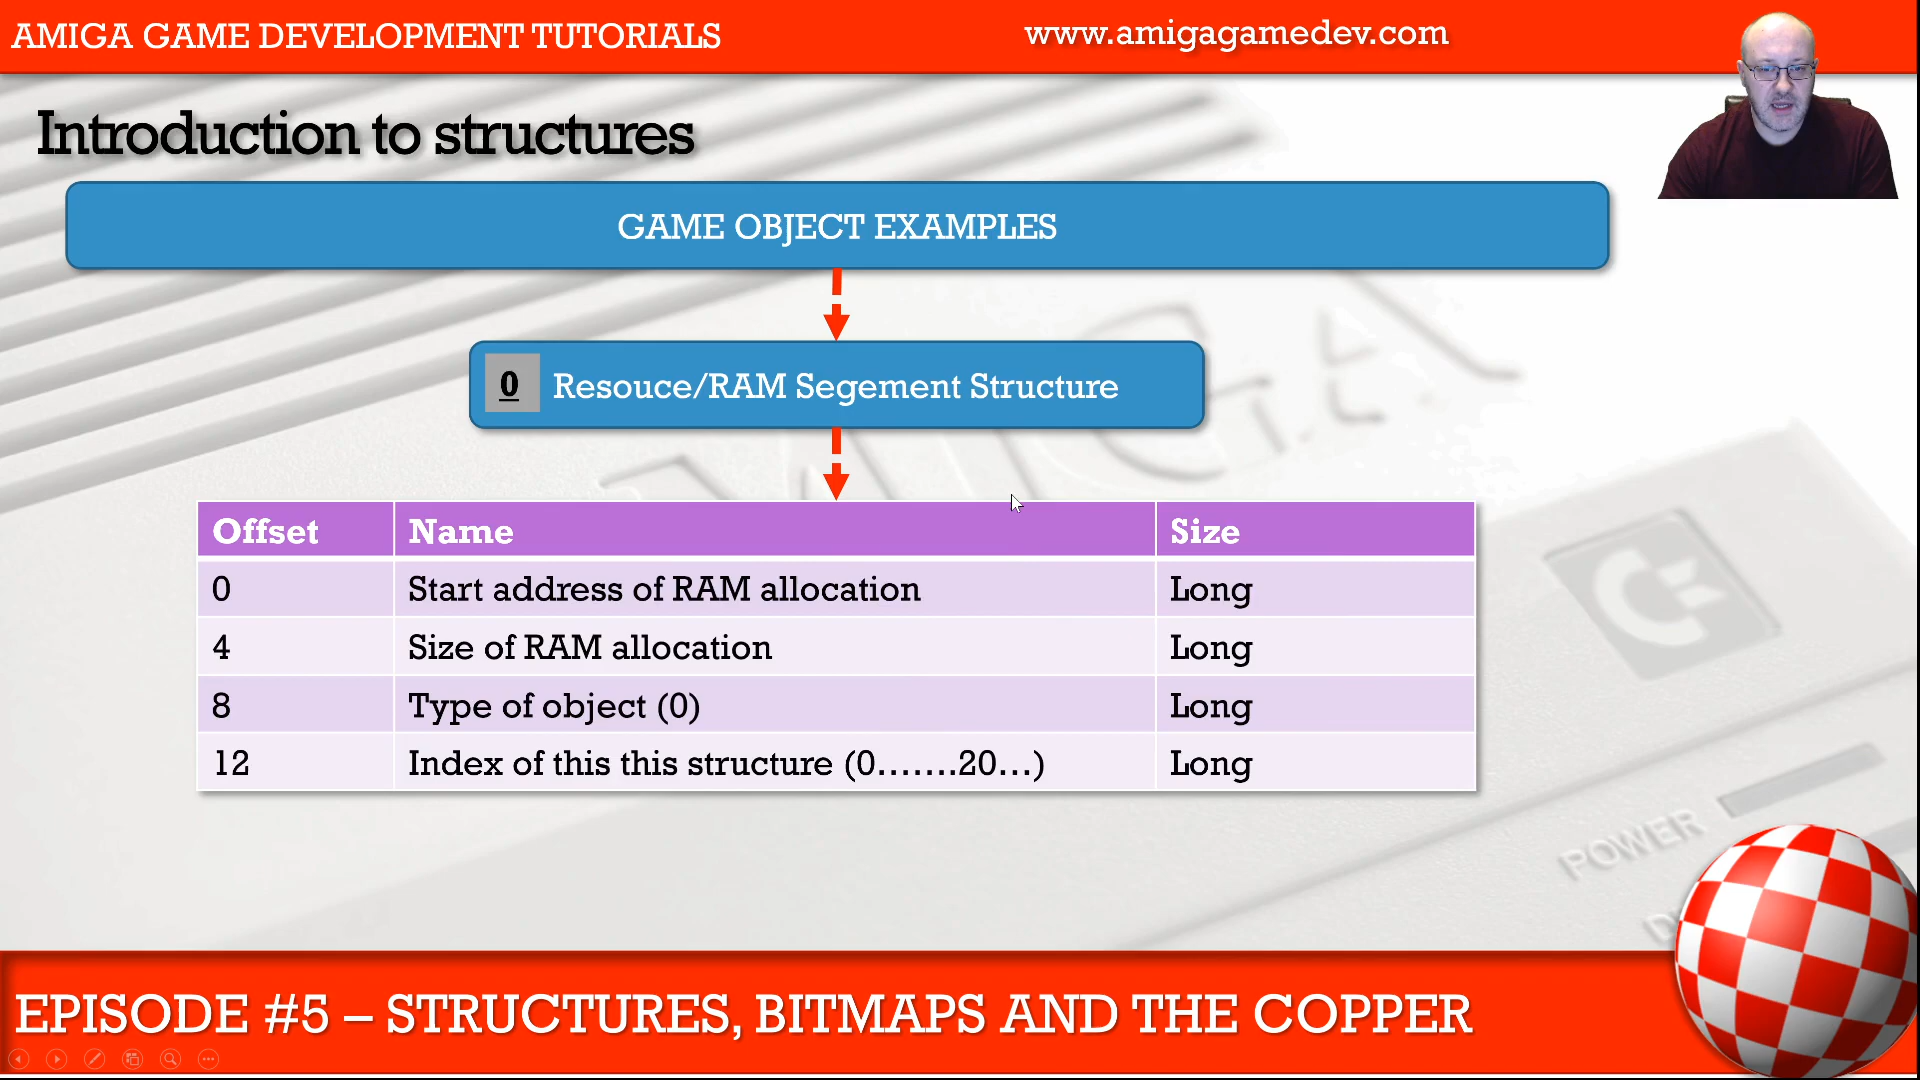 AMIGA GAME DEVELOPMENT TUTORIALS
www.amigagamedev.com
Introduction to structures
GAME OBJECT EXAMPLES
0 Resouce/RAM Segement Structure
Offset Name Size
0 Start address of RAM allocation Long
4 Size of RAM allocation Long
8 Type of object (0) Long
12 Index of this this structure (0.......20...) Long
AMIGA
POWER
EPISODE #5 – STRUCTURES, BITMAPS AND THE COPPER